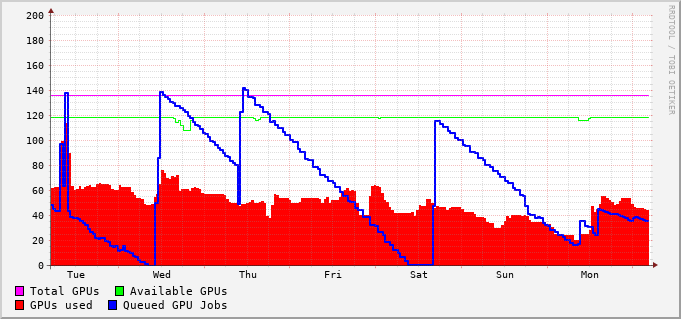 200
180
160
140
120
100
80
60
40
20
0
Tue Wed Thu Fri Sat Sun Mon
Total GPUs Available GPUs
GPUs used Queued GPU Jobs
RRDTOOL / TOBI OETIKER